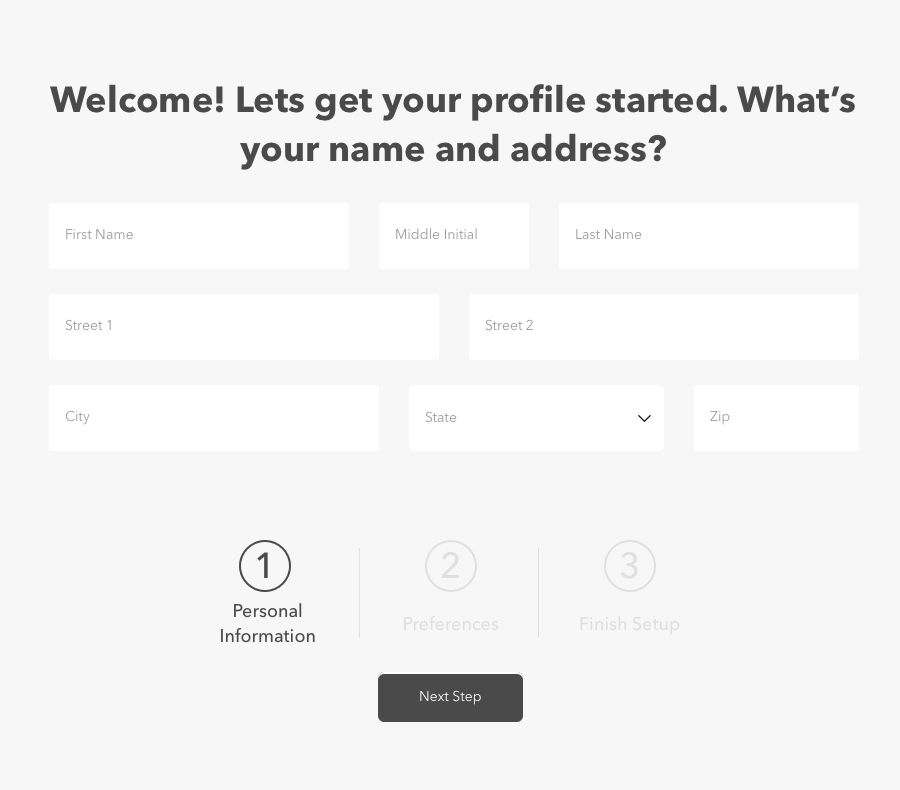 Welcome! Lets get your profile started. What’s
your name and address?
First Name
Middle Initial
Last Name
Street 1
Street 2
City
State
Zip
1
2
3
Personal
Information
Preferences
Finish Setup
Next Step